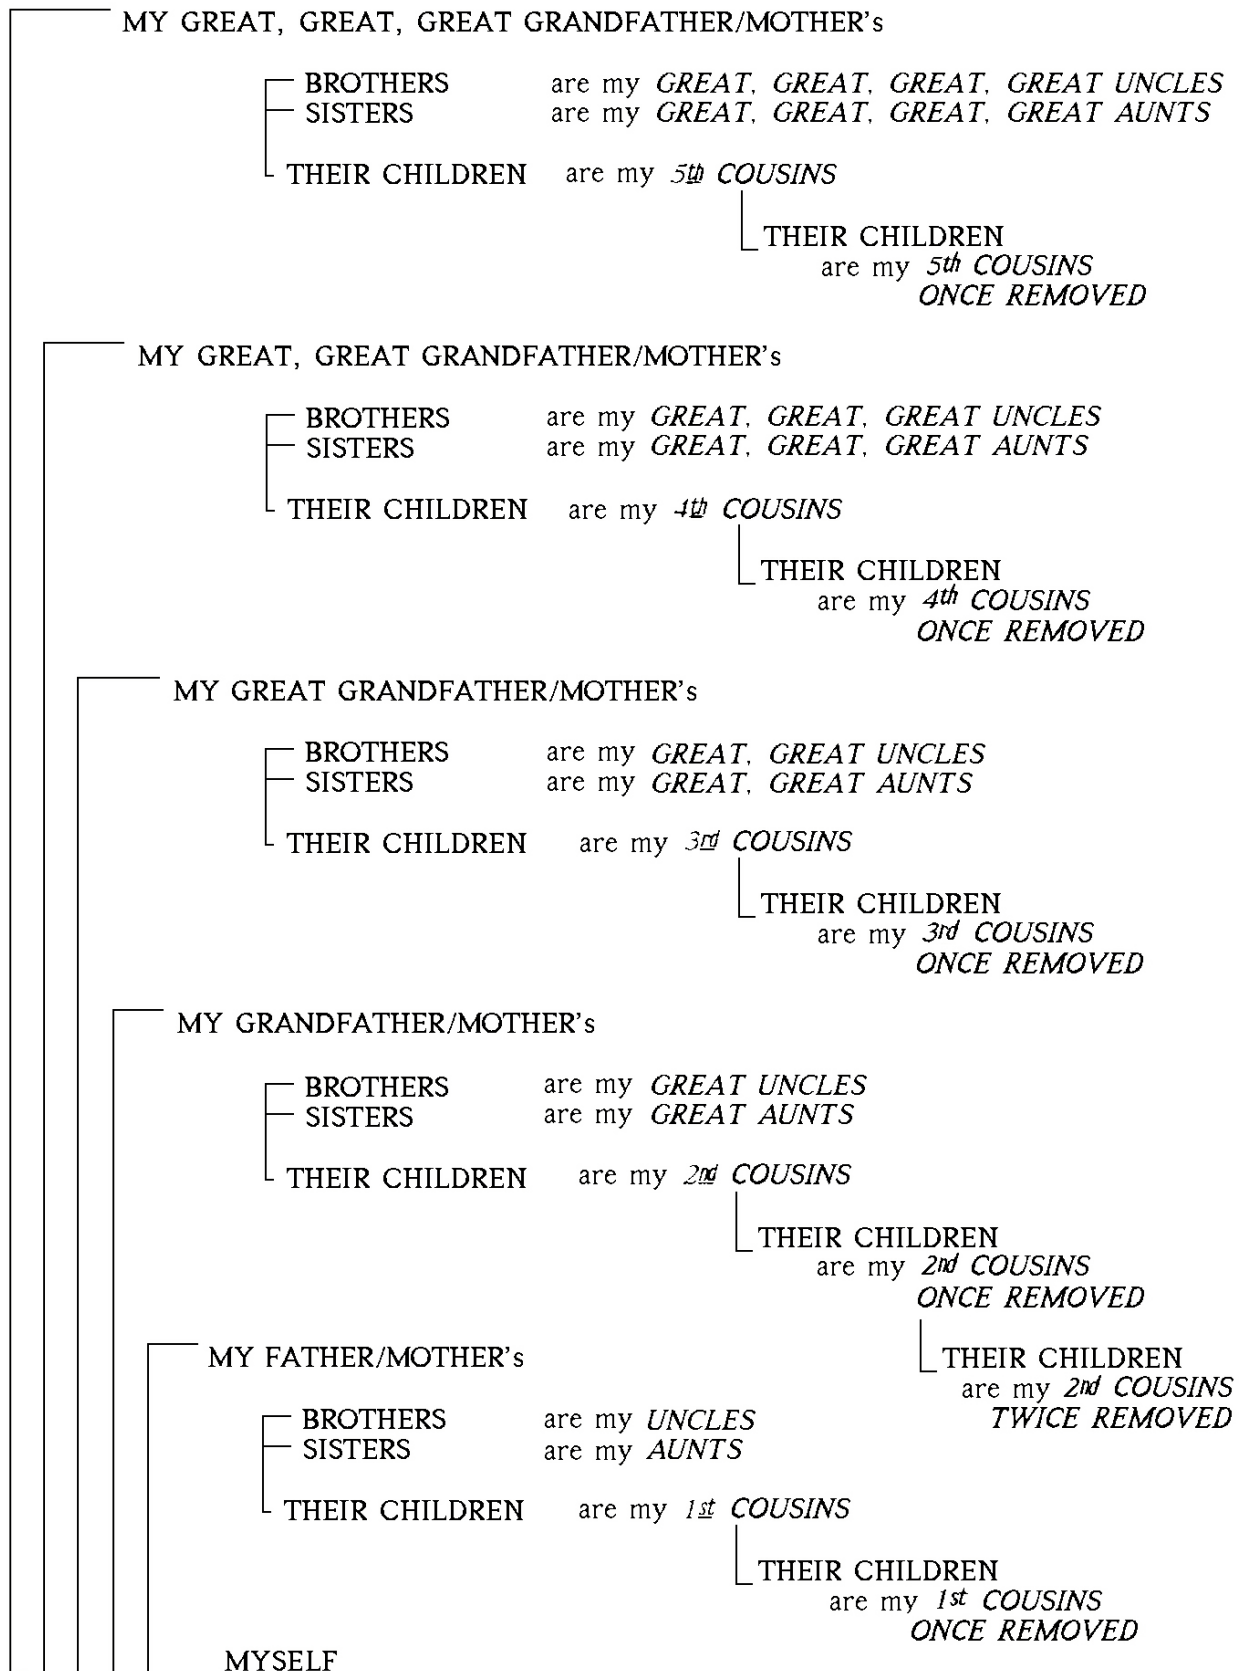 MY GREAT, GREAT, GREAT GRANDFATHER/MOTHER's
BROTHERS are my GREAT, GREAT, GREAT, GREAT UNCLES
SISTERS are my GREAT, GREAT, GREAT, GREAT AUNTS
THEIR CHILDREN are my 5th COUSINS
THEIR CHILDREN
are my 5th COUSINS
ONCE REMOVED
MY GREAT, GREAT GRANDFATHER/MOTHER's
BROTHERS are my GREAT, GREAT, GREAT UNCLES
SISTERS are my GREAT, GREAT, GREAT AUNTS
THEIR CHILDREN are my 4th COUSINS
THEIR CHILDREN
are my 4th COUSINS
ONCE REMOVED
MY GREAT GRANDFATHER/MOTHER's
BROTHERS are my GREAT, GREAT UNCLES
SISTERS are my GREAT, GREAT AUNTS
THEIR CHILDREN are my 3rd COUSINS
THEIR CHILDREN
are my 3rd COUSINS
ONCE REMOVED
MY GRANDFATHER/MOTHER's
BROTHERS are my GREAT UNCLES
SISTERS are my GREAT AUNTS
THEIR CHILDREN are my 2nd COUSINS
THEIR CHILDREN
are my 2nd COUSINS
ONCE REMOVED
THEIR CHILDREN
are my 2nd COUSINS
TWICE REMOVED
MY FATHER/MOTHER's
BROTHERS are my UNCLES
SISTERS are my AUNTS
THEIR CHILDREN are my 1st COUSINS
THEIR CHILDREN
are my 1st COUSINS
ONCE REMOVED
MYSELF